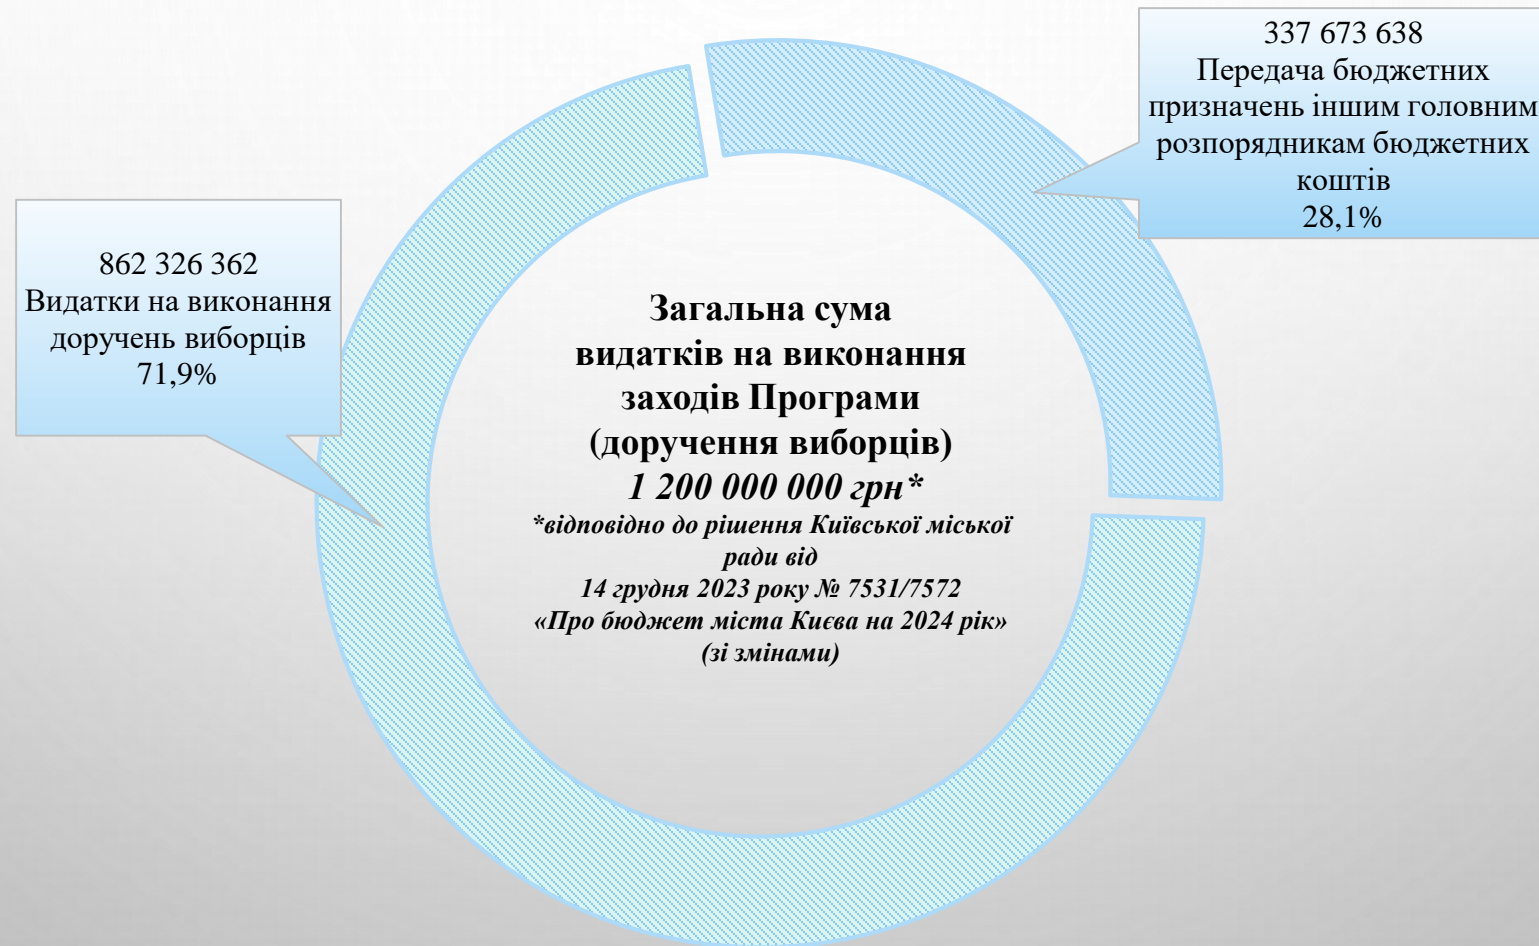 337 673 638
Передача бюджетних
призначень іншим головним
розпорядникам бюджетних
коштів
28,1%
862 326 362
Видатки на виконання
доручень виборців
71,9%
Загальна сума
видатків на виконання
заходів Програми
(доручення виборців)
1 200 000 000 грн*
*відповідно до рішення Київської міської
ради від
14 грудня 2023 року № 7531/7572
«Про бюджет міста Києва на 2024 рік»
(зі змінами)